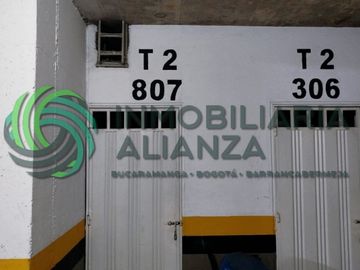 T 2
807
T 2
306
INMOBILIARIA
ALIANZA
BUCARAMANGA • BOGOTÁ • BARRANCABERMEJA